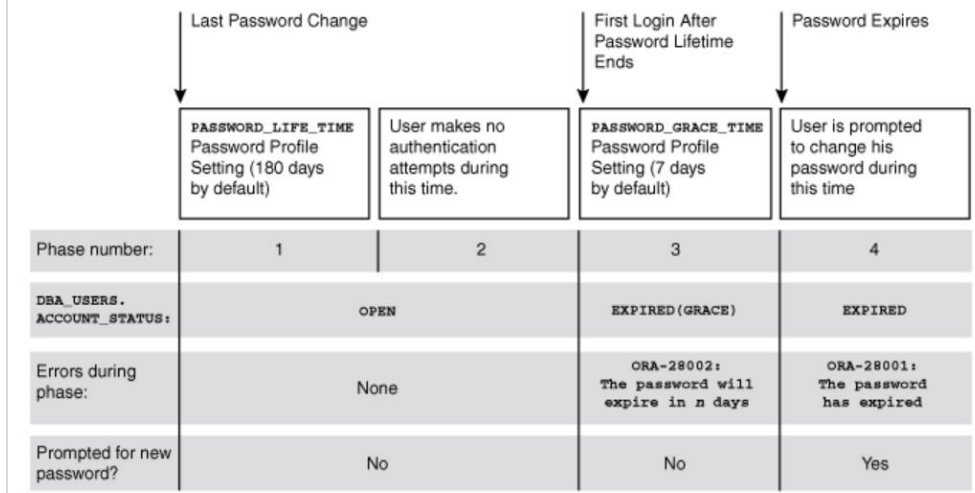 Last Password Change
First Login After
Password Lifetime
Ends
Password Expires
PASSWORD_LIFE_TIME
Password Profile
Setting (180 days
by default)
User makes no
authentication
attempts during
this time.
PASSWORD_GRACE_TIME
Password Profile
Setting (7 days
by default)
User is prompted
to change his
password during
this time
Phase number: 1 2 3 4
DBA_USERS.
ACCOUNT_STATUS:
OPEN EXPIRED(GRACE) EXPIRED
Errors during
phase:
None
ORA-28002:
The password will
expire in n days
ORA-28001:
The password
has expired
Prompted for new
password?
No No Yes